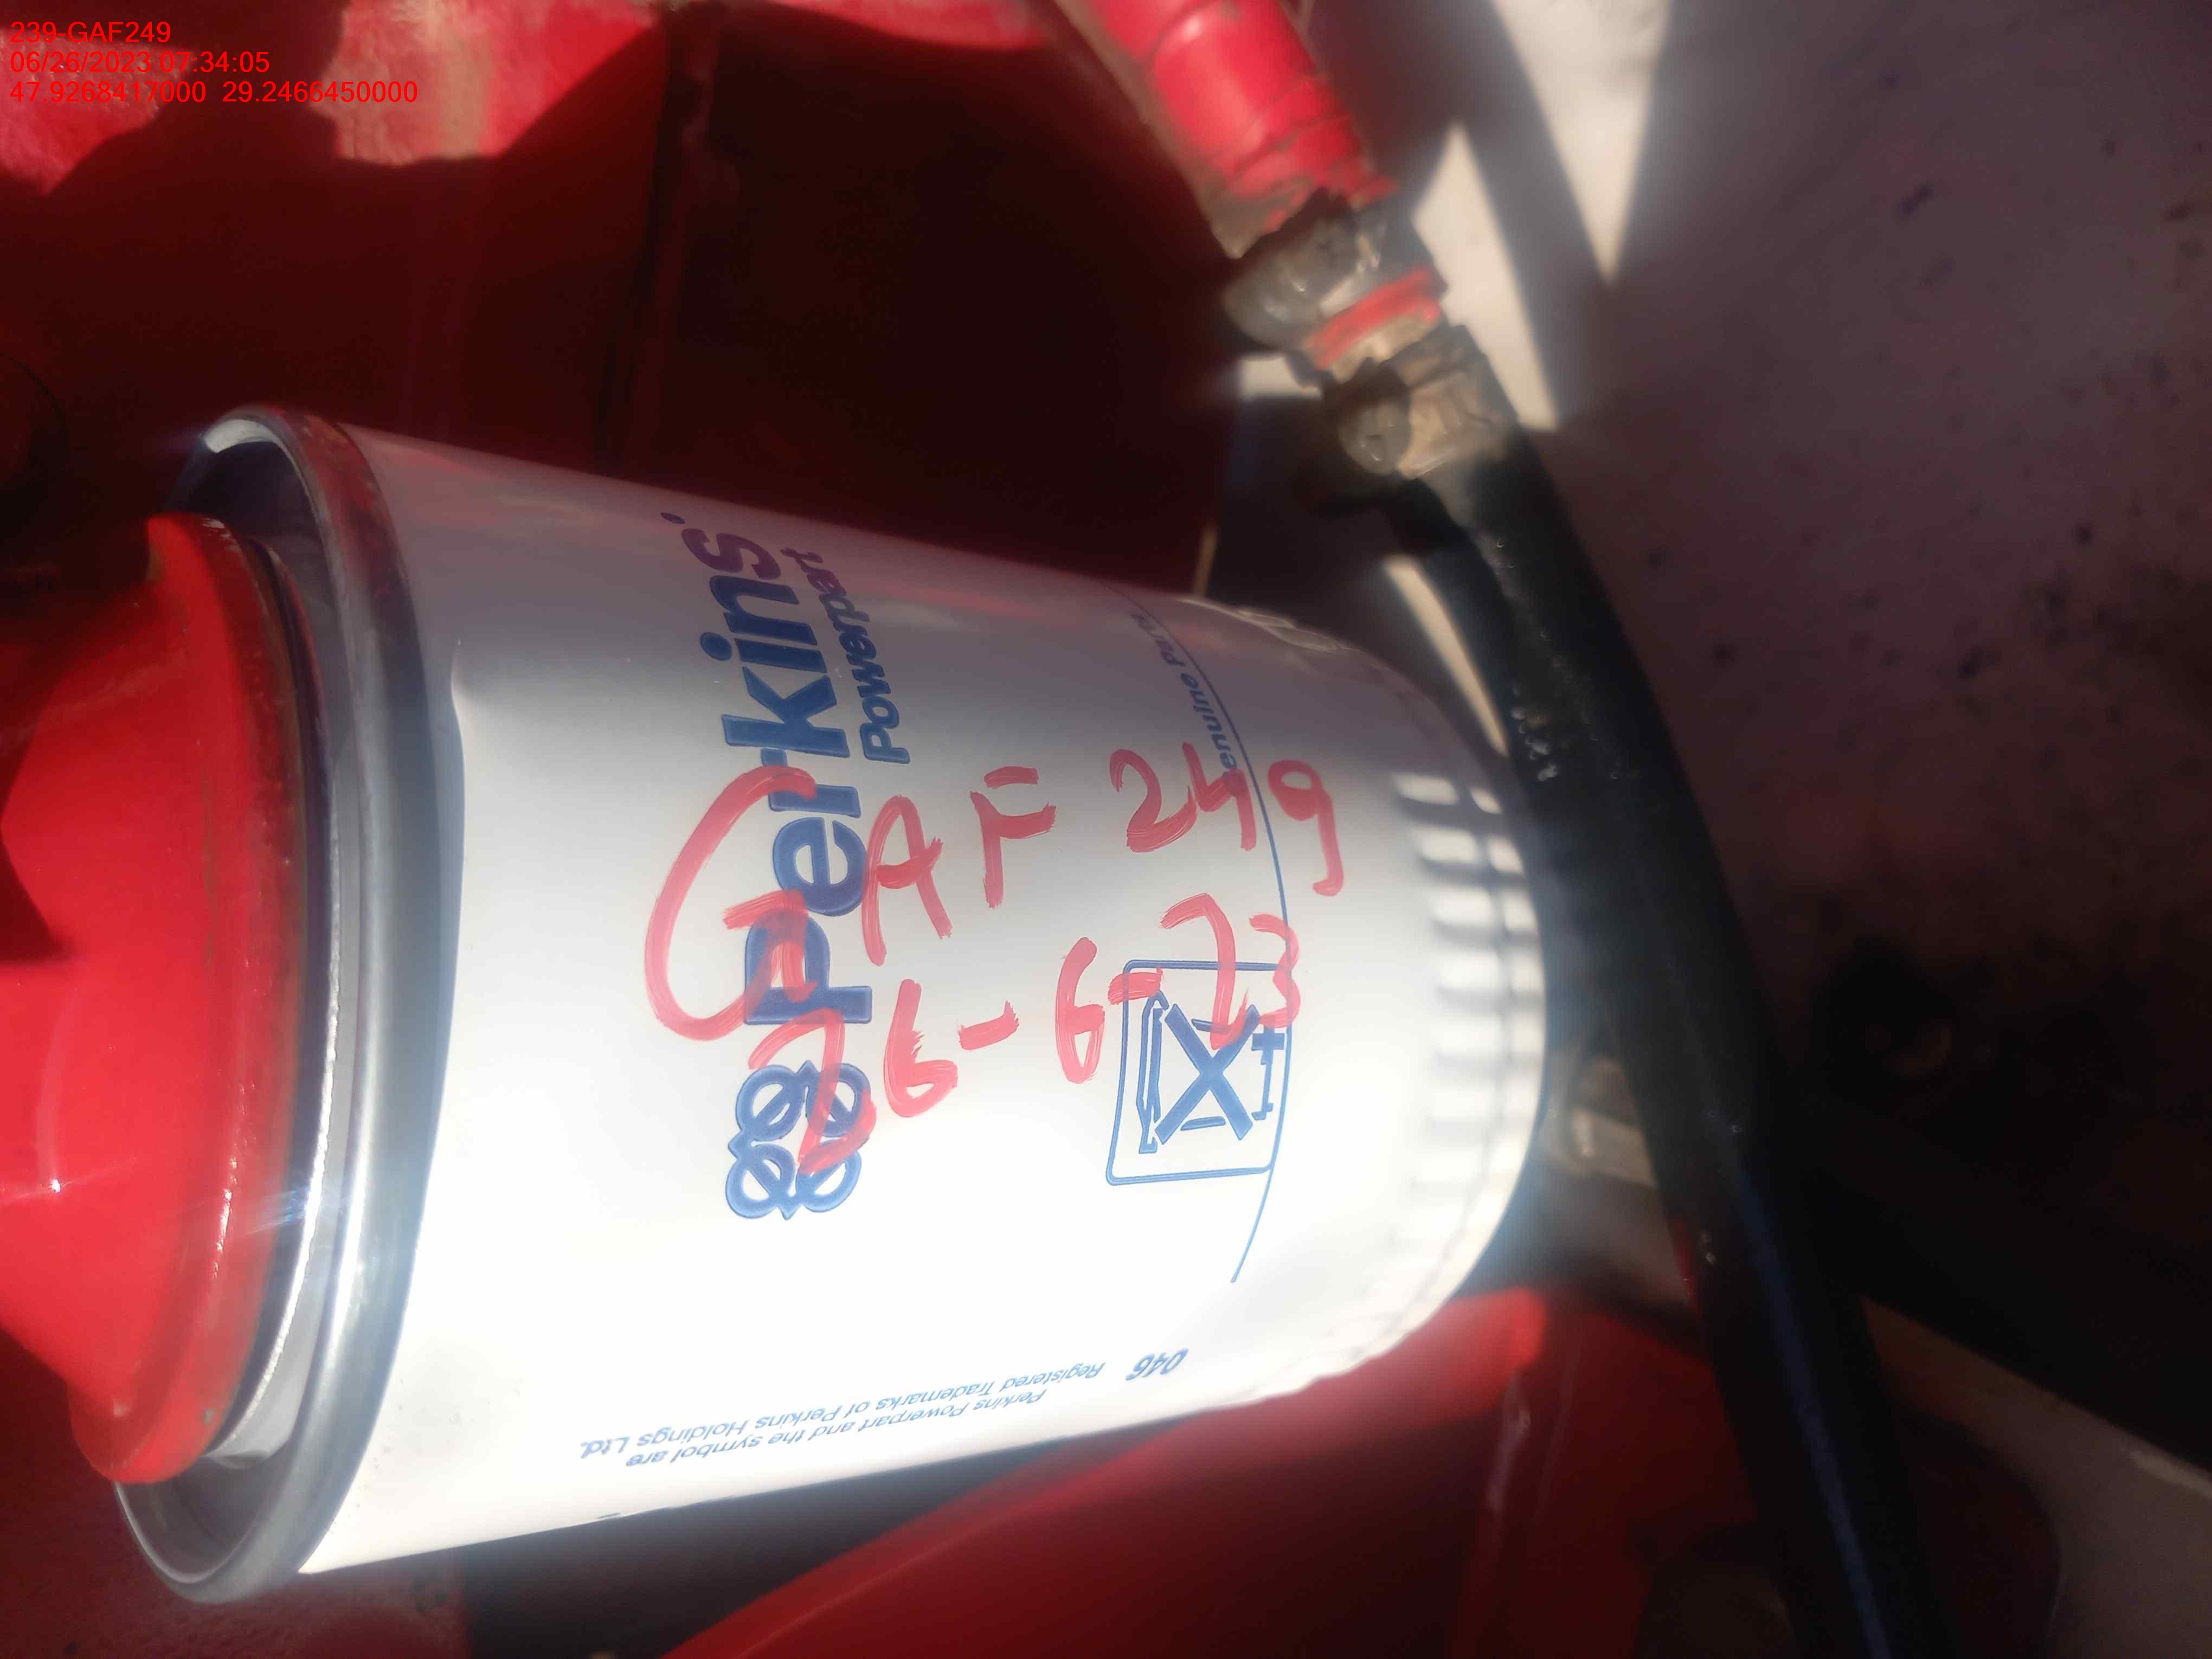 239-GAF249
06/26/2023 07:34:05
47.9268417000 29.2466450000
Perkins
Powerpart
GAF 249
26-6-23
Perkins Powerpart and the symbol are
Registered Trademarks of Perkins Holdings Ltd.
046